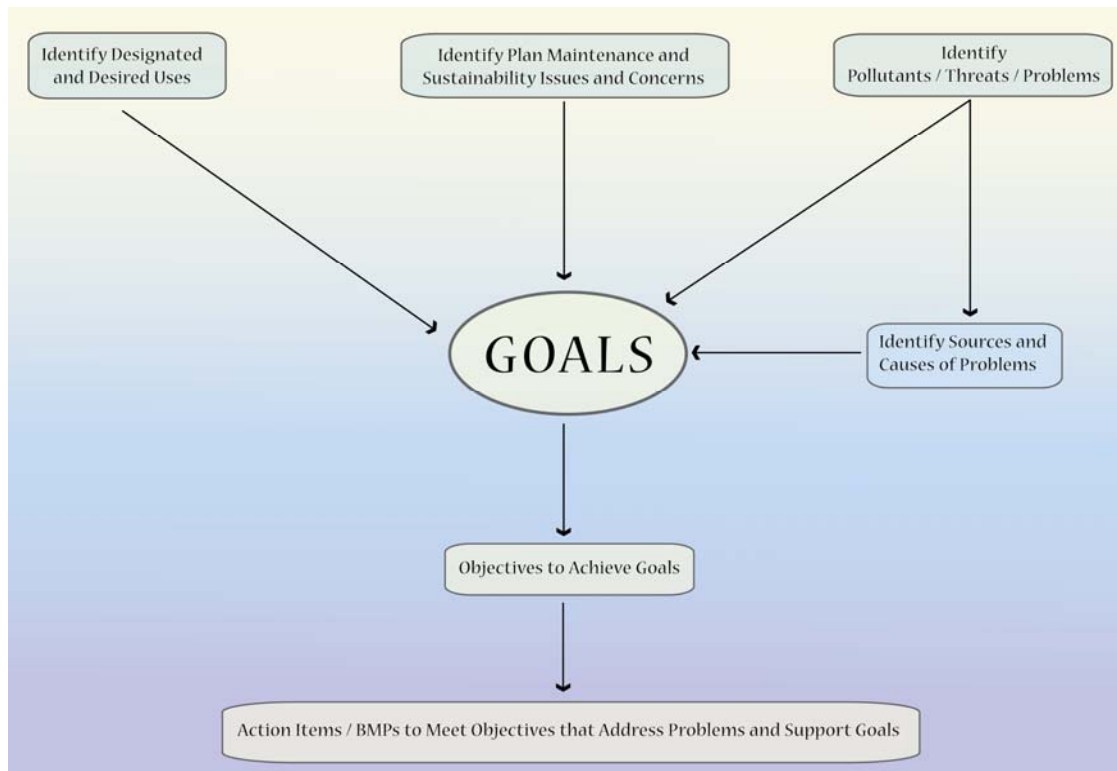 Identify Designated
and Desired Uses
Identify Plan Maintenance and
Sustainability Issues and Concerns
Identify
Pollutants / Threats / Problems
GOALS
Identify Sources and
Causes of Problems
Objectives to Achieve Goals
Action Items / BMPs to Meet Objectives that Address Problems and Support Goals